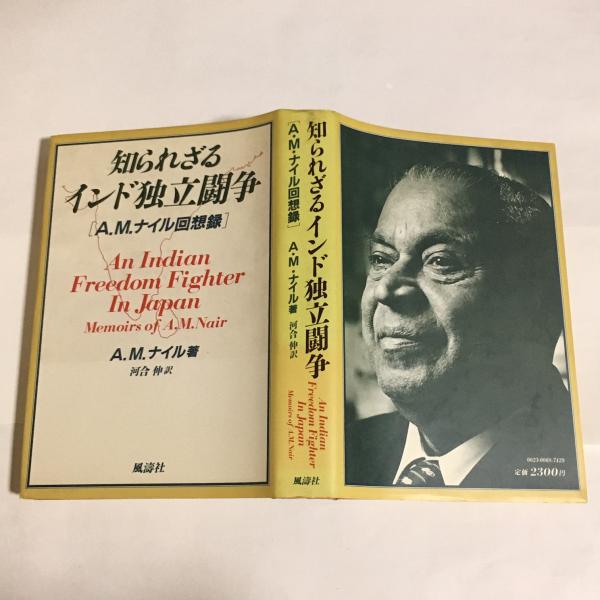 知られざる
インド独立闘争
[A.M.ナイル回想録]
An Indian
Freedom Fighter
In Japan
Memoirs of A.M.Nair
A.M.ナイル著
河合 伸訳
風濤社
知られざるインド独立闘争
[A・M・ナイル回想録]
A・M・ナイル著
河合 伸訳
An Indian
Freedom Fighter
In Japan
Memoirs of A.M.Nair
風濤社
0023-0068-7429
定価 2300円